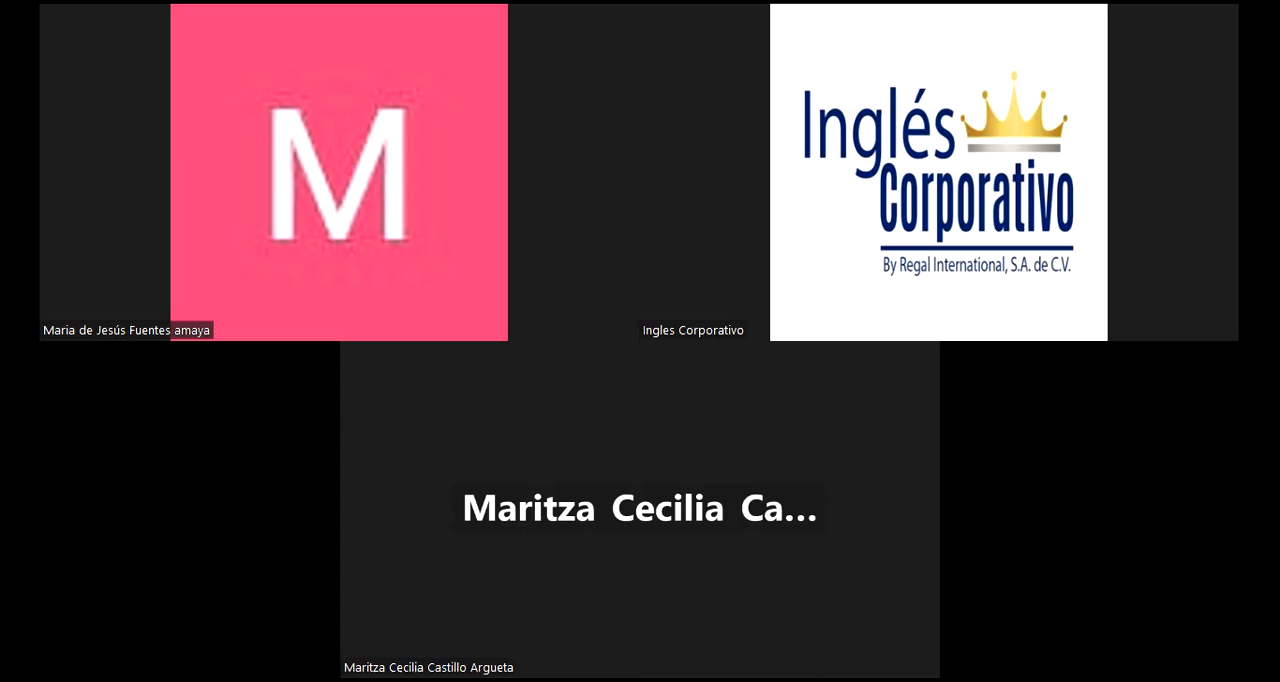 M
Inglés
Corporativo
By Regal International, S.A. de C.V.
Maria de Jesús Fuentes amaya
Ingles Corporativo
Maritza Cecilia Ca...
Maritza Cecilia Castillo Argueta